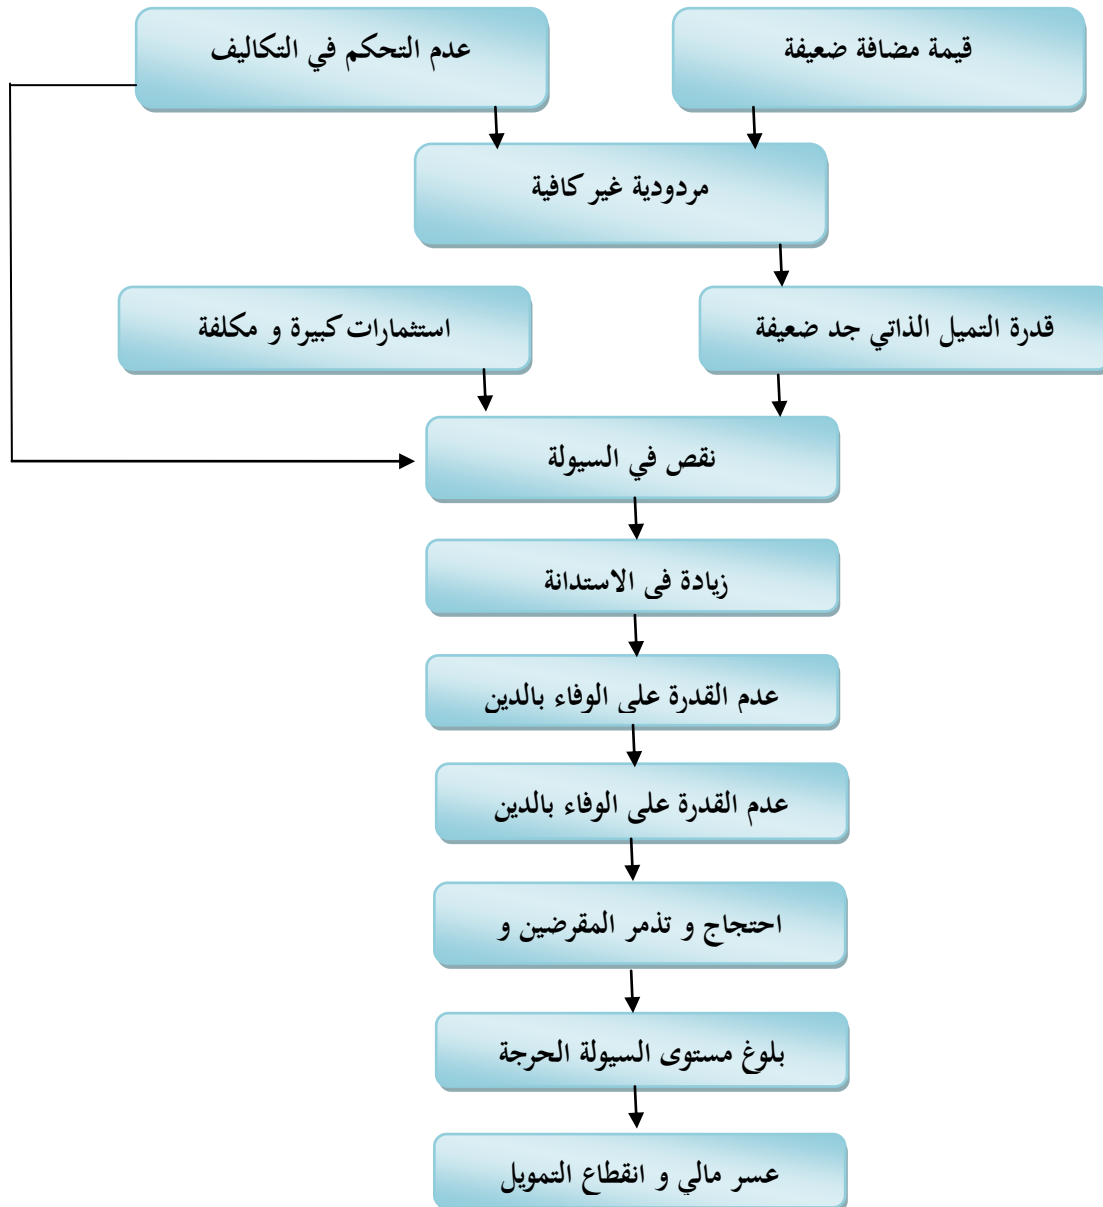 قيمة مضافة ضعيفة
عدم التحكم في التكاليف
مردودية غير كافية
قدرة التميل الذاتي جد ضعيفة
استثمارات كبيرة و مكلفة
نقص في السيولة
زيادة في الاستدانة
عدم القدرة على الوفاء بالدين
عدم القدرة على الوفاء بالدين
احتجاج و تذمر المقرضين و
بلوغ مستوى السيولة الحرجة
عسر مالي و انقطاع التمويل